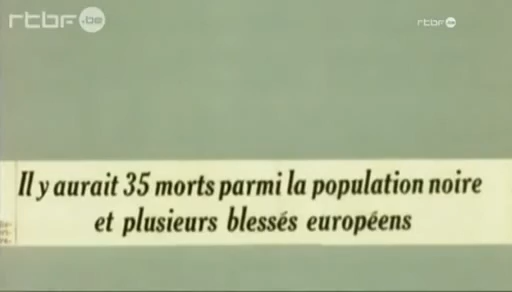 rtbf.be
rtbf.be
Il y aurait 35 morts parmi la population noire
et plusieurs blessés européens